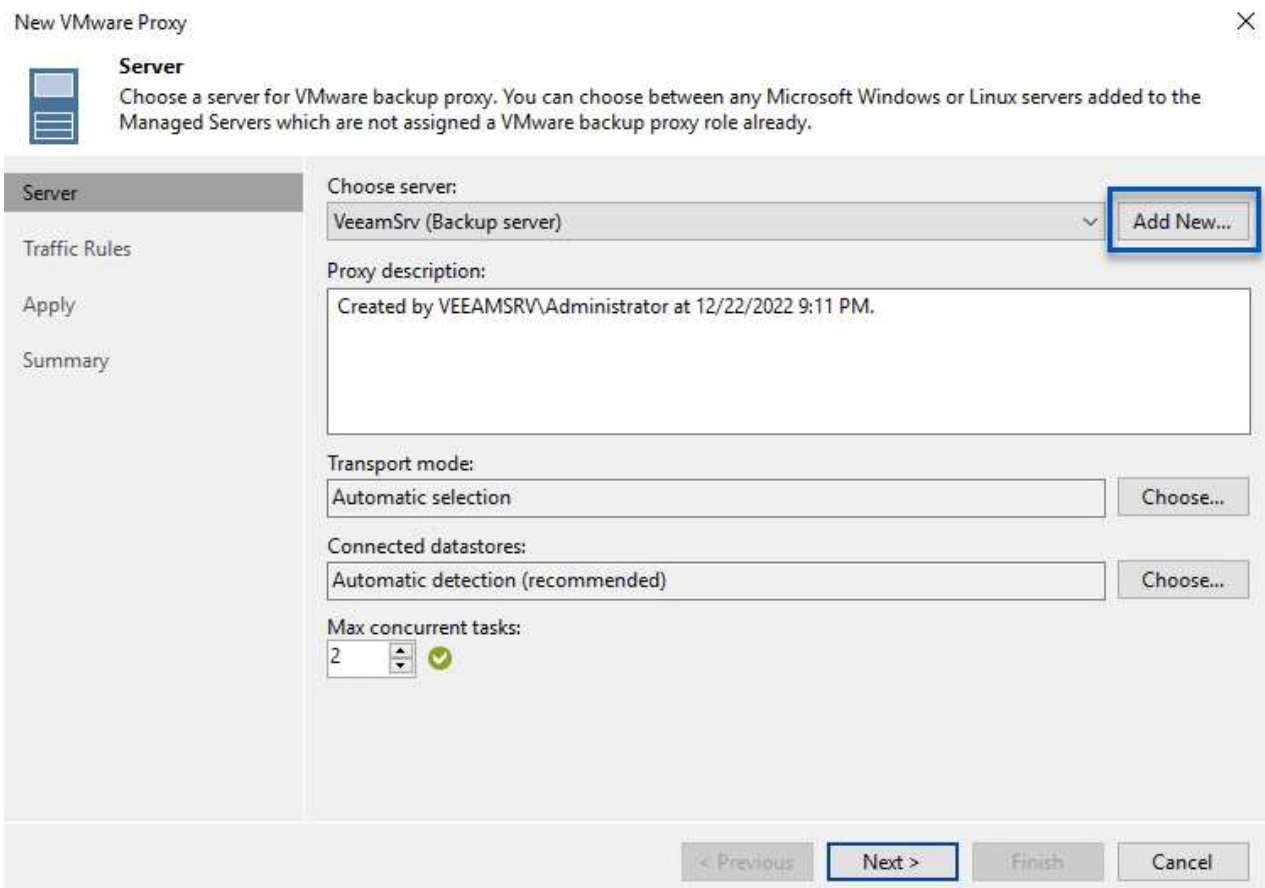 New VMware Proxy
Server
Choose a server for VMware backup proxy. You can choose between any Microsoft Windows or Linux servers added to the
Managed Servers which are not assigned a VMware backup proxy role already.
Server
Traffic Rules
Apply
Summary
Choose server:
VeeamSrv (Backup server)
Add New...
Proxy description:
Created by VEEAMSRV\Administrator at 12/22/2022 9:11 PM.
Transport mode:
Automatic selection
Choose...
Connected datastores:
Automatic detection (recommended)
Choose...
Max concurrent tasks:
2
< Previous
Next >
Finish
Cancel